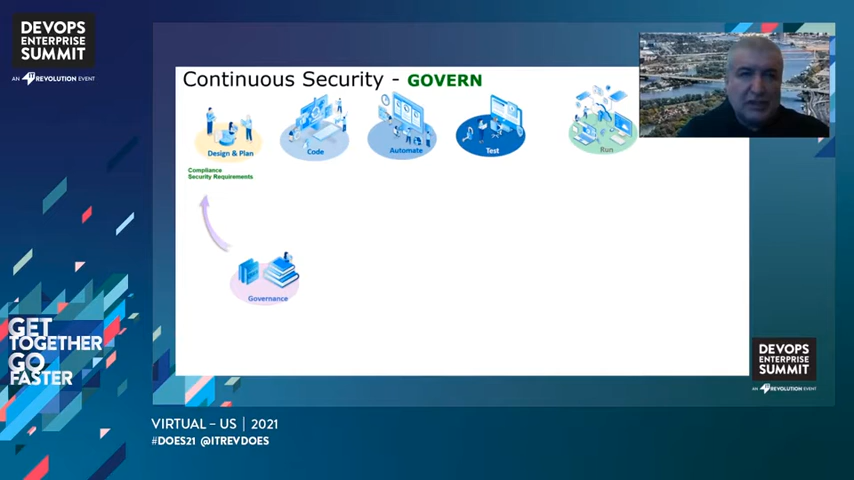 DEVOPS
ENTERPRISE
SUMMIT
AN IT REVOLUTION EVENT
Continuous Security - GOVERN
Design & Plan
Code
Automate
Test
Run
Compliance
Security Requirements
Governance
GET
TOGETHER
GO
FASTER
DEVOPS
ENTERPRISE
SUMMIT
AN IT REVOLUTION EVENT
VIRTUAL – US | 2021
#DOES21 @ITREVDOES